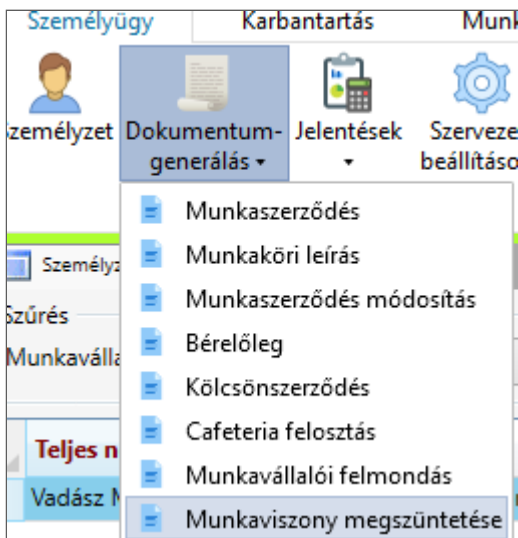 Személyügy Karbantartás
Dokumentum-
generálás
Jelentések
Munkaszerződés
Munkaköri leírás
Munkaszerződés módosítás
Bérelőleg
Kölcsönszerződés
Cafeteria felosztás
Munkavállalói felmondás
Munkaviszony megszüntetése
Szűrés
Teljes
Vadász